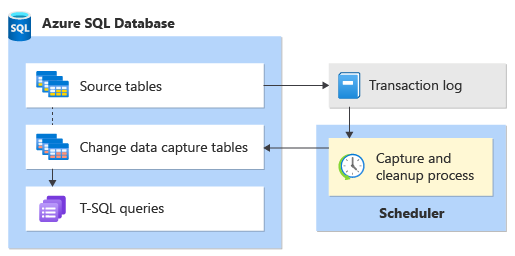 SQL
Azure SQL Database
Source tables
Transaction log
Change data capture tables
Capture and
cleanup process
T-SQL queries
Scheduler